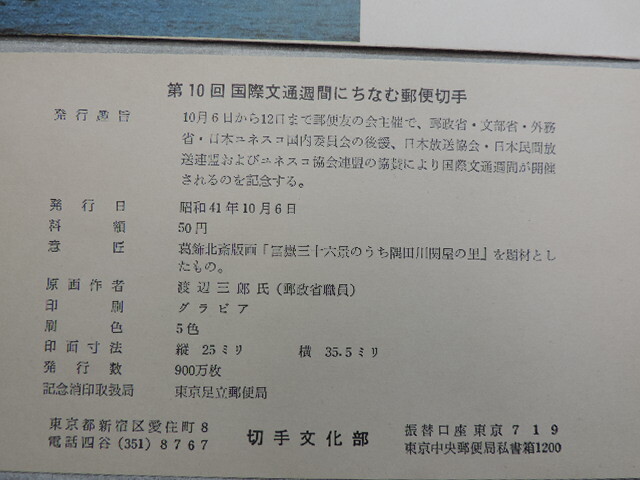 第10回国際文通週間にちなむ郵便切手
発行趣旨 10月6日から12日まで郵便友の会主催で、郵政省・文部省・外務
省・日本ユネスコ国内委員会の後援、日本放送協会・日本民間放
送連盟およびユネスコ協会連盟の協賛により国際文通週間が開催
されるのを記念する。
発行日 昭和41年10月6日
料額 50円
意匠 葛飾北斎版画「冨嶽三十六景のうち隅田川関屋の里』を題材とし
たもの。
原画作者 渡辺三郎氏(郵政省職員)
印刷 グラビア
刷色 5色
印面寸法 縦 25ミリ 横 35.5ミリ
発行数 900万枚
記念消印取扱局 東京足立郵便局
東京都新宿区愛住町8
電話四谷(351)8767
切手文化部
振替口座東京719
東京中央郵便局私書箱1200